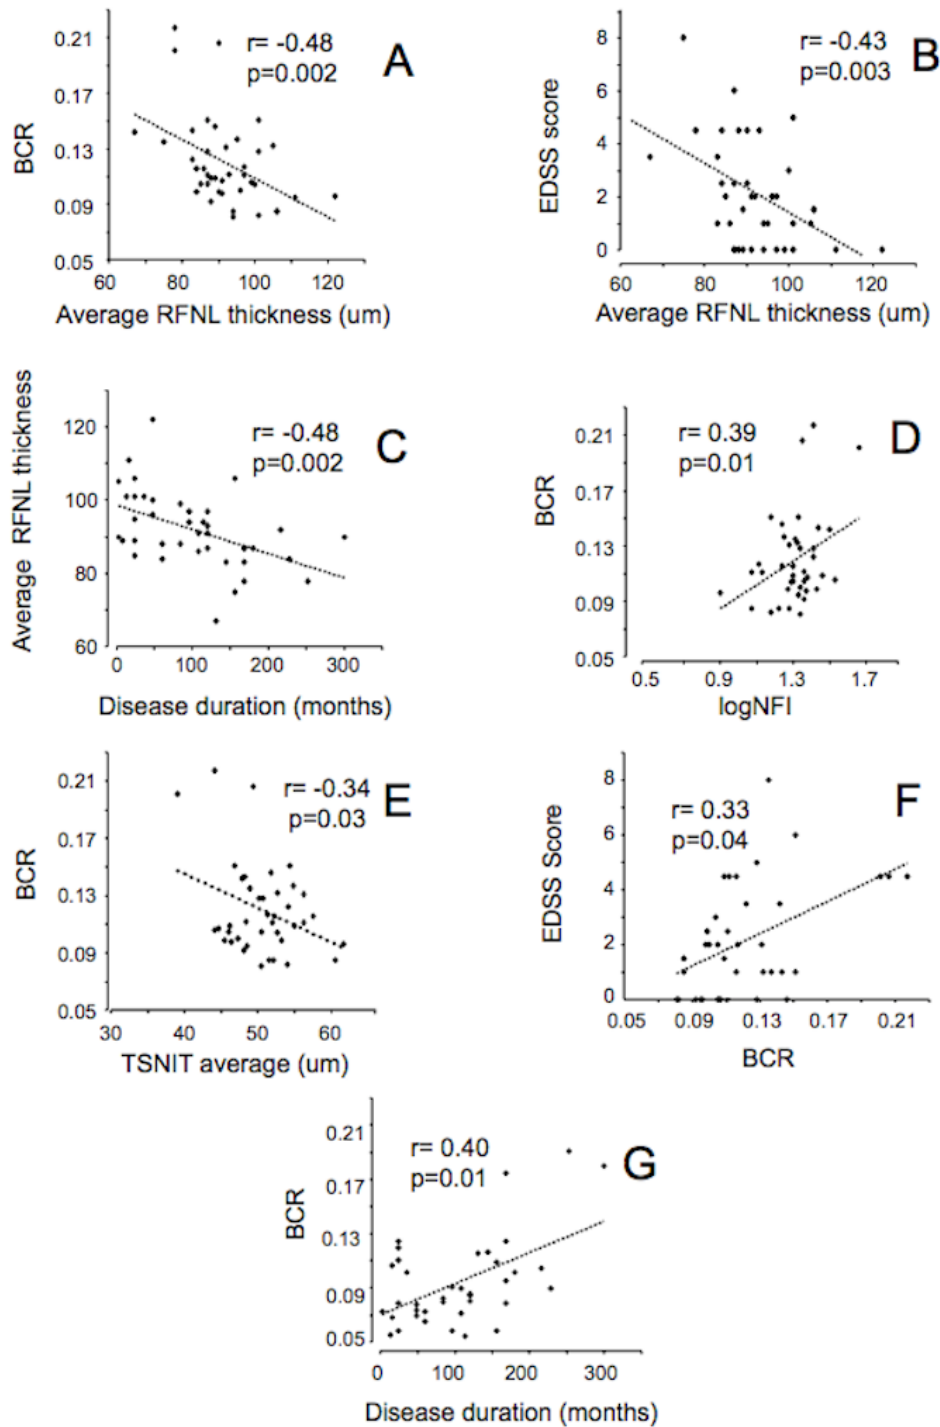 0.21
0.17
0.13
0.09
0.05
BCR
r= -0.48
p=0.002
A
60 80 100 120
Average RFNL thickness (um)
8
6
4
2
0
EDSS score
r= -0.43
p=0.003
B
60 80 100 120
Average RFNL thickness (um)
120
100
80
60
Average RFNL thickness
r= -0.48
p=0.002
C
0 100 200 300
Disease duration (months)
0.21
0.17
0.13
0.09
0.05
BCR
r= 0.39
p=0.01
D
0.5 0.9 1.3 1.7
logNFI
0.21
0.17
0.13
0.09
0.05
BCR
r= -0.34
p=0.03
E
30 40 50 60
TSNIT average (um)
8
6
4
2
0
EDSS Score
r= 0.33
p=0.04
F
0.05 0.09 0.13 0.17 0.21
BCR
0.21
0.17
0.13
0.09
0.05
BCR
r= 0.40
p=0.01
G
0 100 200 300
Disease duration (months)